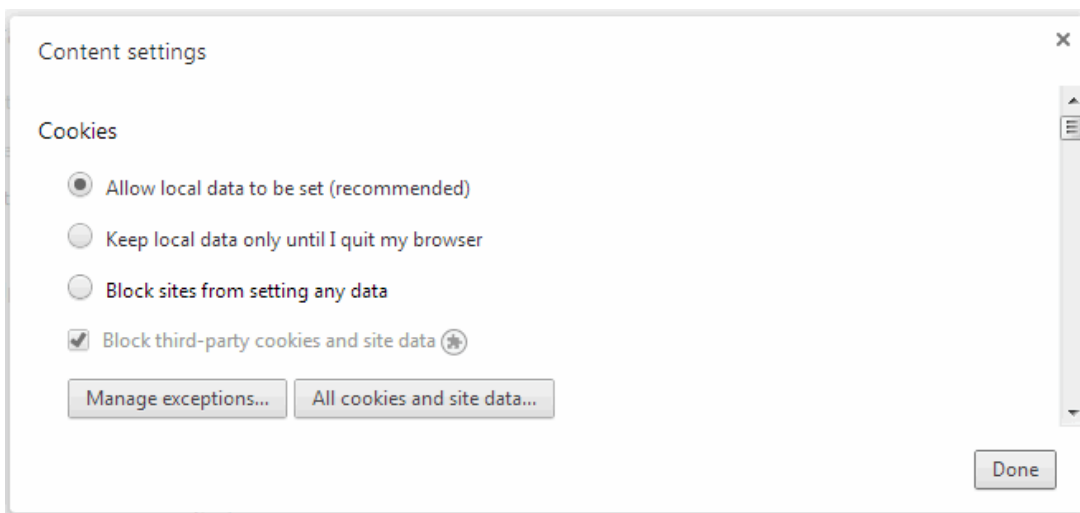 Content settings
Cookies
Allow local data to be set (recommended)
Keep local data only until I quit my browser
Block sites from setting any data
Block third-party cookies and site data
Manage exceptions... All cookies and site data...
Done